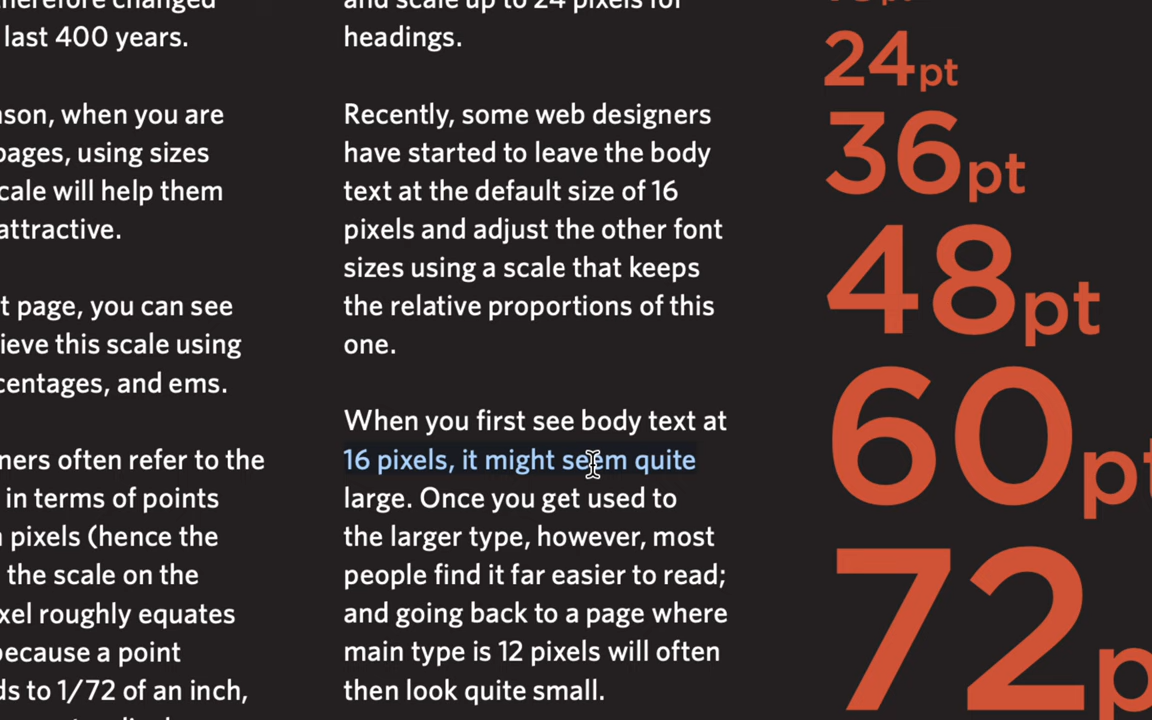 herefore changed
last 400 years.
ason, when you are
pages, using sizes
cale will help them
attractive.
t page, you can see
ieve this scale using
centages, and ems.
ners often refer to the
in terms of points
n pixels (hence the
the scale on the
xel roughly equates
because a point
ds to 1/72 of an inch,
and scale up to 24 pixels for
headings.
Recently, some web designers
have started to leave the body
text at the default size of 16
pixels and adjust the other font
sizes using a scale that keeps
the relative proportions of this
one.
When you first see body text at
16 pixels, it might seem quite
large. Once you get used to
the larger type, however, most
people find it far easier to read;
and going back to a page where
main type is 12 pixels will often
then look quite small.
24pt
36pt
48pt
60pt
72p